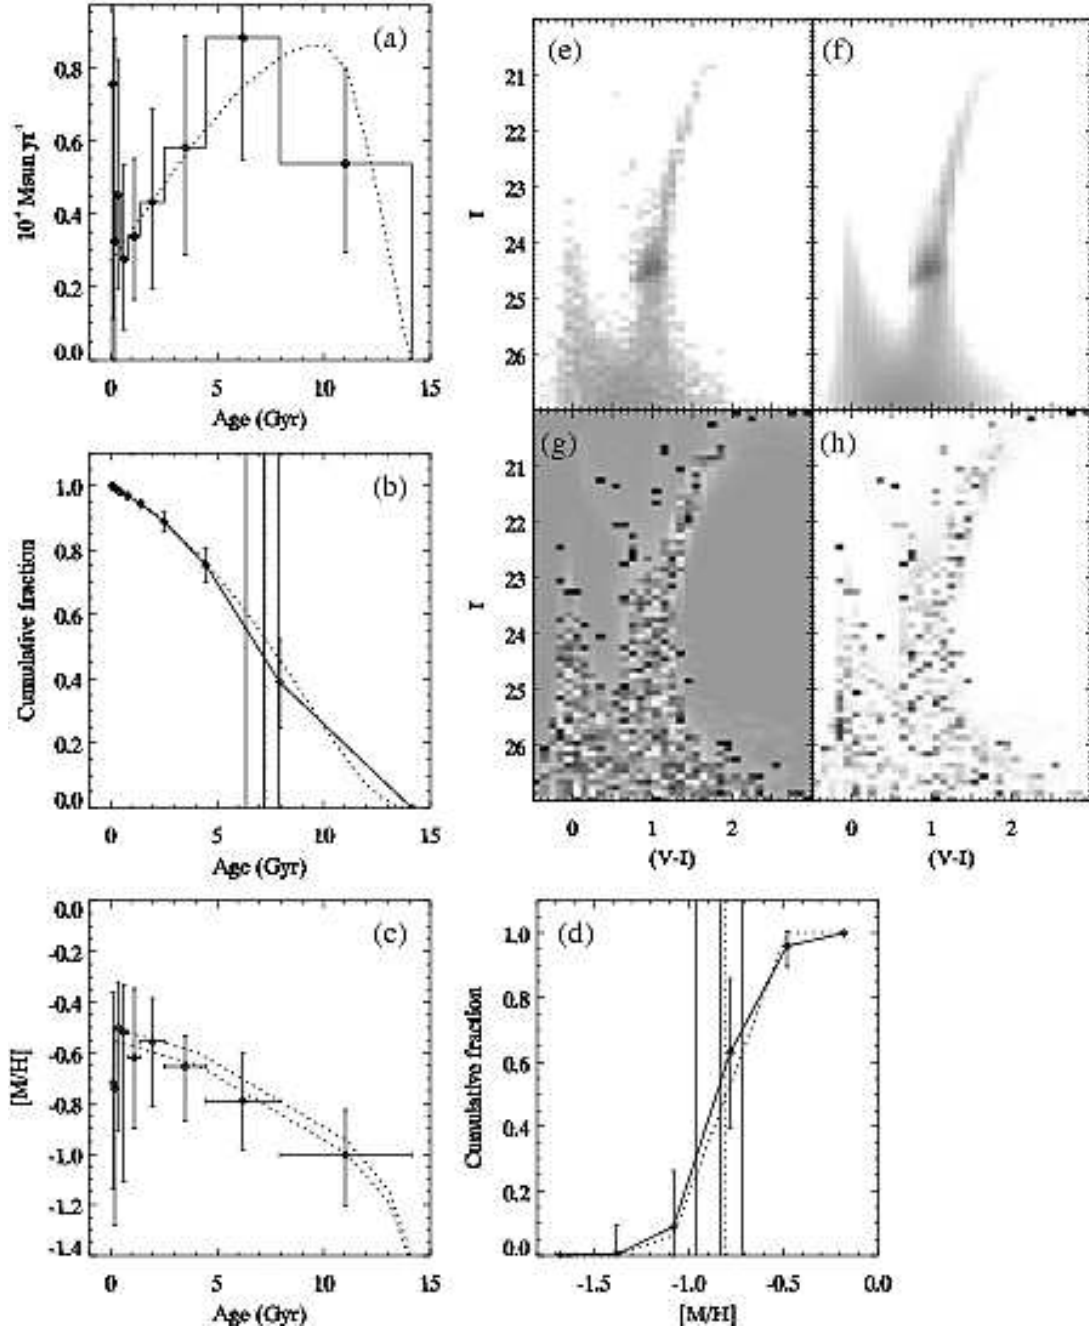 (a)
0.8
0.6
0.4
0.2
0.0
10⁻⁴ Msun yr⁻¹
0 5 10 15
Age (Gyr)
(b)
1.0
0.8
0.6
0.4
0.2
0.0
Cumulative fraction
0 5 10 15
Age (Gyr)
(c)
0.0
-0.2
-0.4
-0.6
-0.8
-1.0
-1.2
-1.4
[M/H]
0 5 10 15
Age (Gyr)
(e)
(f)
21
22
23
24
25
26
I
(g)
(h)
21
22
23
24
25
26
I
0 1 2
0 1 2
(V-I)
(V-I)
(d)
1.0
0.8
0.6
0.4
0.2
0.0
Cumulative fraction
-1.5 -1.0 -0.5 0.0
[M/H]